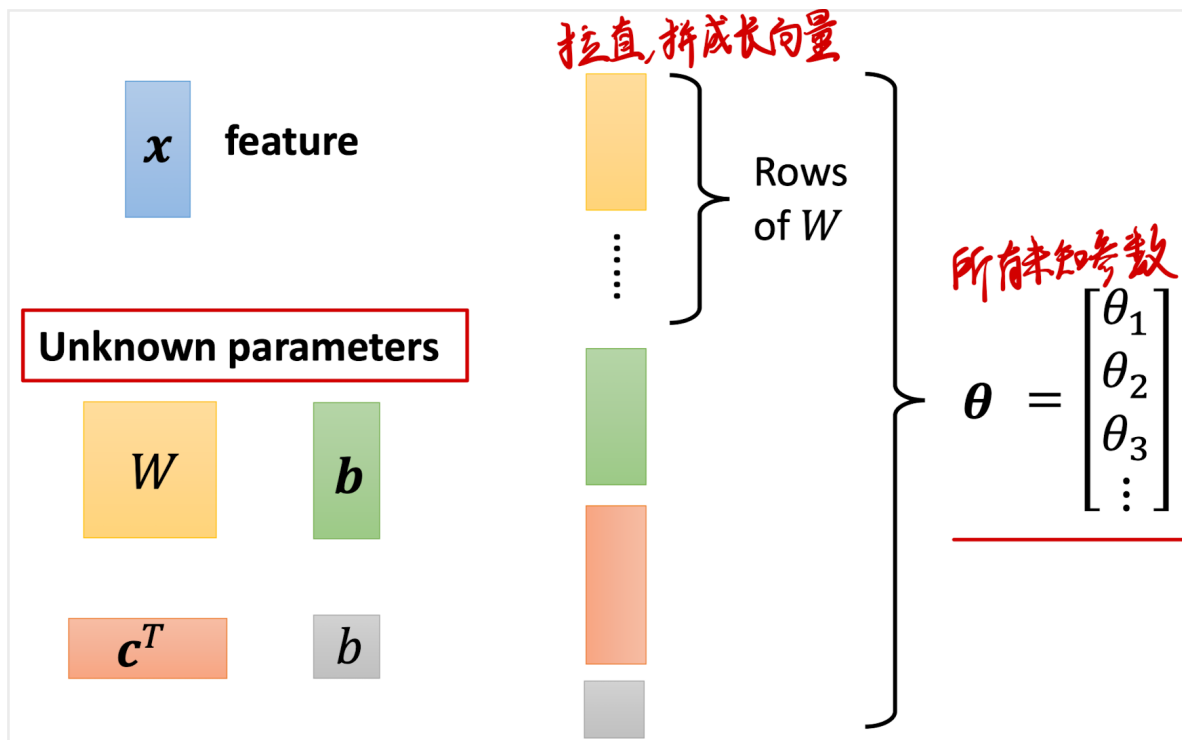 拉直,拼成长向量
x feature
Rows
of W
......
所有未知参数
Unknown parameters
θ = [θ₁ θ₂ θ₃ ⋮]
W b
cᵀ b